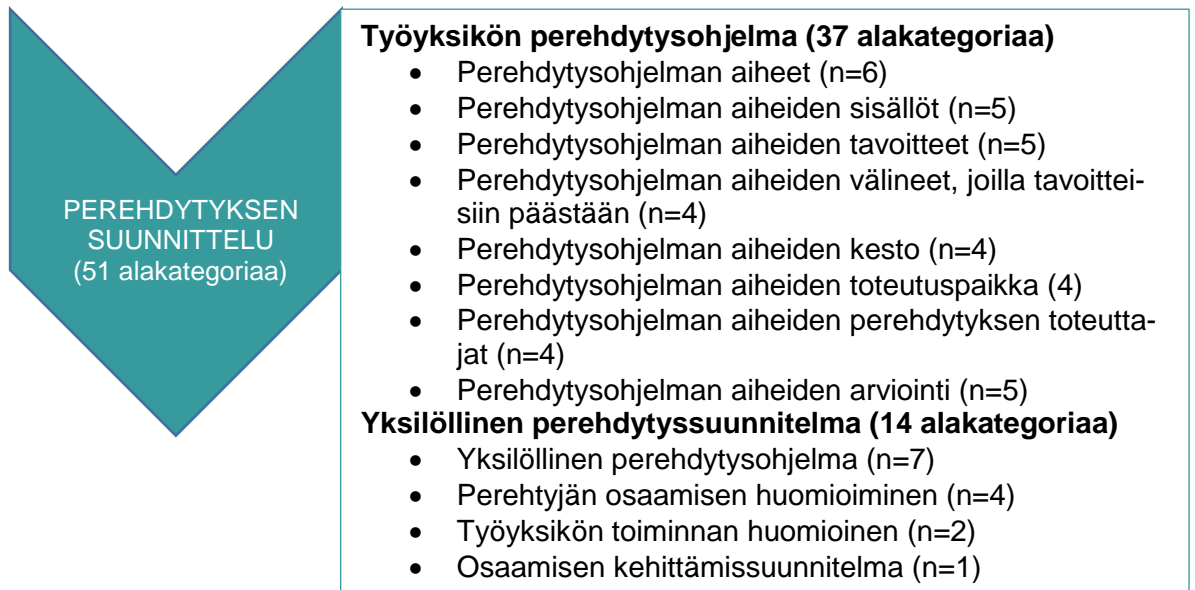 PEREHDYTYKSEN
SUUNNITTELU
(51 alakategoriaa)
Työyksikön perehdytysohjelma (37 alakategoriaa)
• Perehdytysohjelman aiheet (n=6)
• Perehdytysohjelman aiheiden sisällöt (n=5)
• Perehdytysohjelman aiheiden tavoitteet (n=5)
• Perehdytysohjelman aiheiden välineet, joilla tavoittei-
siin päästään (n=4)
• Perehdytysohjelman aiheiden kesto (n=4)
• Perehdytysohjelman aiheiden toteutuspaikka (4)
• Perehdytysohjelman aiheiden perehdytyksen toteutta-
jat (n=4)
• Perehdytysohjelman aiheiden arviointi (n=5)
Yksilöllinen perehdytyssuunnitelma (14 alakategoriaa)
• Yksilöllinen perehdytysohjelma (n=7)
• Perehtyjän osaamisen huomioiminen (n=4)
• Työyksikön toiminnan huomioinen (n=2)
• Osaamisen kehittämissuunnitelma (n=1)